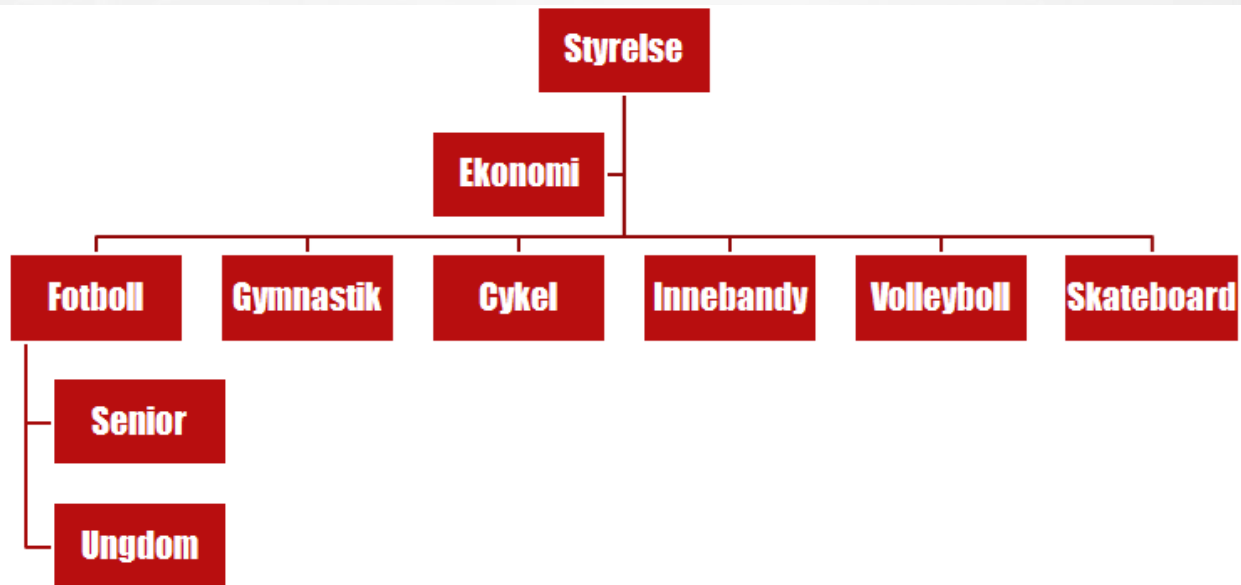 Styrelse
Ekonomi
Fotboll
Gymnastik
Cykel
Innebandy
Volleyboll
Skateboard
Senior
Ungdom